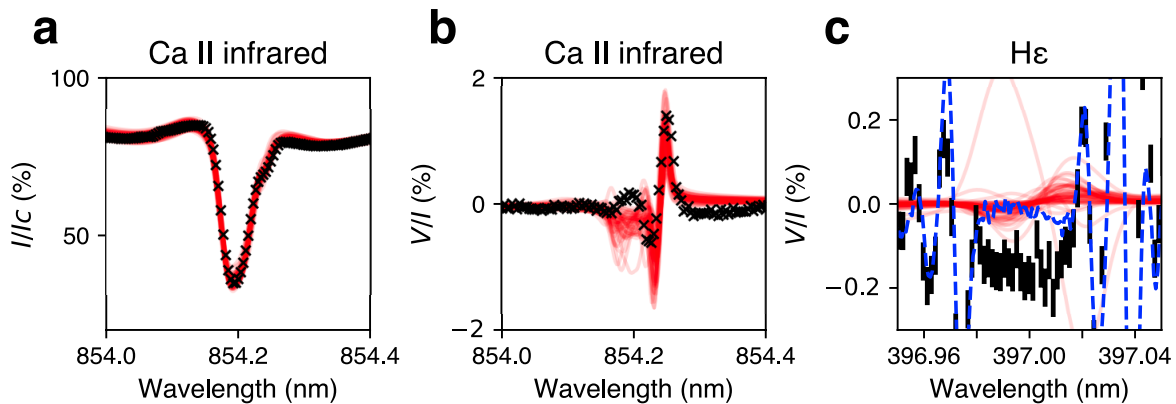 a
Ca II infrared
100
50
I/Ic (%)
854.0
854.2
854.4
Wavelength (nm)
b
Ca II infrared
2
0
−2
V/I (%)
854.0
854.2
854.4
Wavelength (nm)
c
Hε
0.2
0.0
−0.2
V/I (%)
396.96
397.00
397.04
Wavelength (nm)